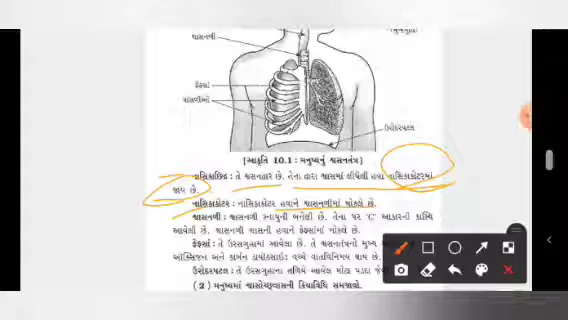 શ્વાસનળી
ફેફસાં
પાંસળીઓ
ઉરોદરપટલ
[આકૃતિ 10.1 : મનુષ્યનું શ્વસનતંત્ર]
નાસિકાછિદ્ર : તે શ્વસનદ્વાર છે. તેના દ્વારા શ્વાસમાં લીધેલી હવા નાસિકાકોટરમાં
જાય છે.
નાસિકાકોટર : નાસિકાકોટર હવાને શ્વાસનળીમાં મોકલે છે.
શ્વાસનળી : શ્વાસનળી સ્નાયુની બનેલી છે. તેના પર 'C' આકારની કાસ્થિ
આવેલી છે. શ્વાસનળી શ્વાસની હવાને ફેફસાંમાં મોકલે છે.
ફેફસાં : તે ઉરસગુહામાં આવેલા છે. તે શ્વસનતંત્રનો મુખ્ય
ઑક્સિજન અને કાર્બન ડાયૉક્સાઇડ વચ્ચે વાતવિનિમય થાય છે.
ઉરોદરપટલ : તે ઉરસગુહાના તળિયે આવેલ મોટા પડદા
(2) મનુષ્યમાં શ્વાસોચ્છ્વાસની ક્રિયાવિધિ સમજાવો.